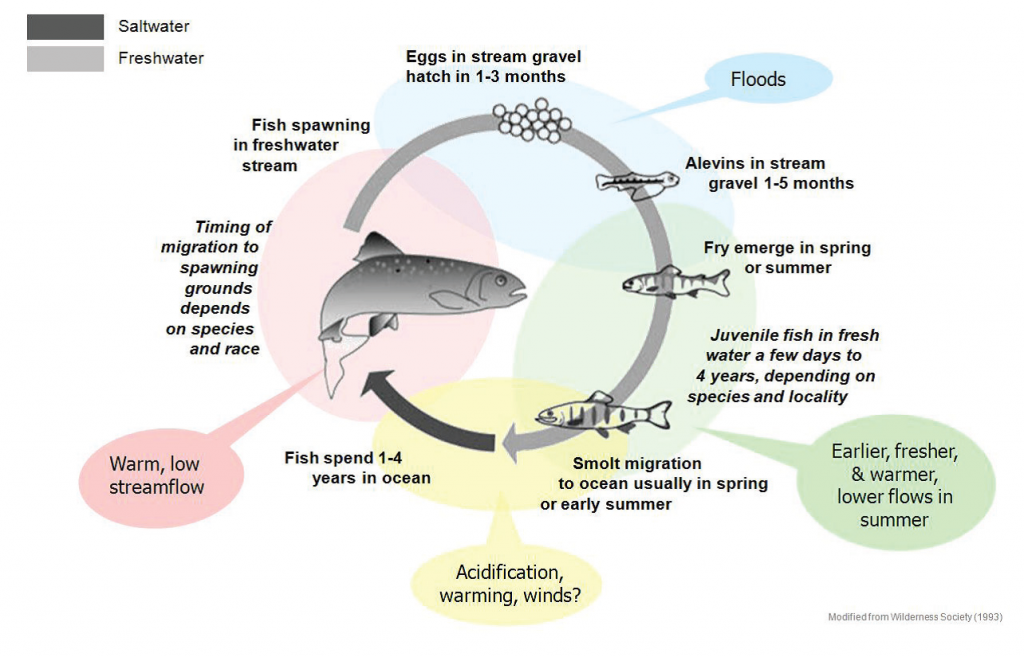 Saltwater
Freshwater
Eggs in stream gravel
hatch in 1-3 months
Floods
Fish spawning
in freshwater
stream
Alevins in stream
gravel 1-5 months
Timing of
migration to
spawning
grounds
depends
on species
and race
Fry emerge in spring
or summer
Juvenile fish in fresh
water a few days to
4 years, depending on
species and locality
Warm, low
streamflow
Fish spend 1-4
years in ocean
Smolt migration
to ocean usually in spring
or early summer
Earlier, fresher,
& warmer,
lower flows in
summer
Acidification,
warming, winds?
Modified from Wilderness Society (1993)